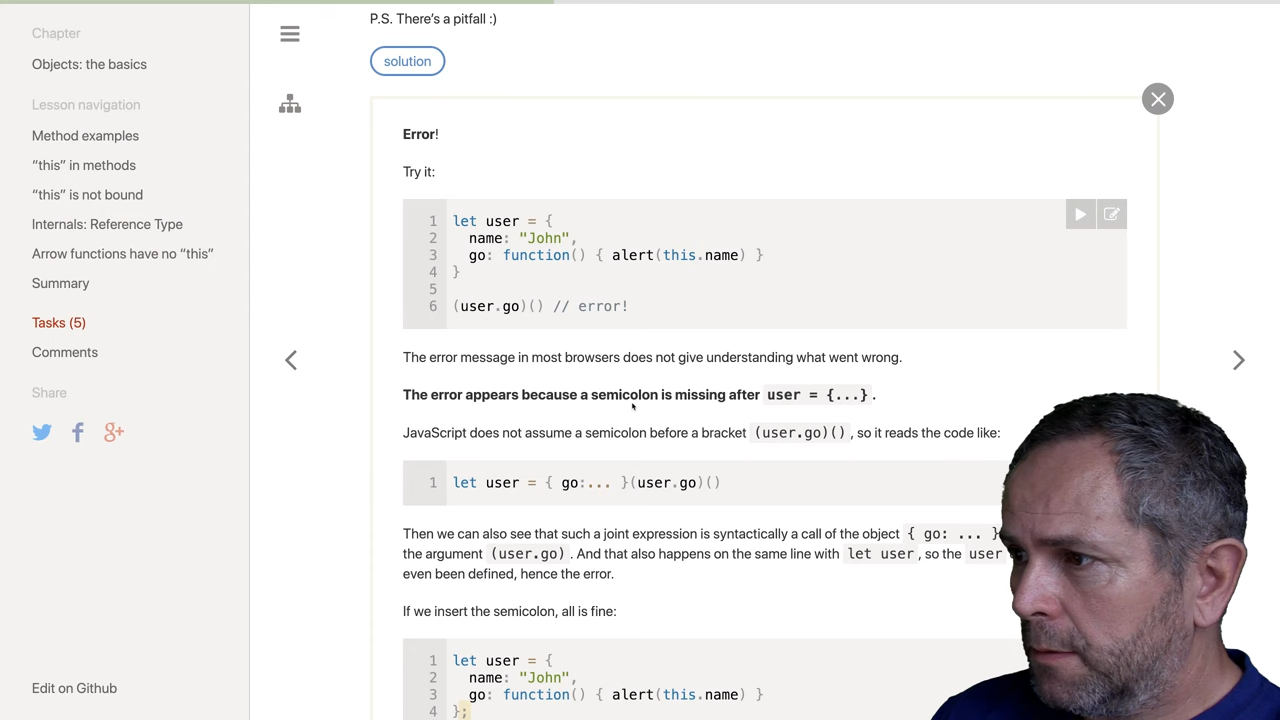 P.S. There’s a pitfall :)
Chapter
Objects: the basics
Lesson navigation
Method examples
“this” in methods
“this” is not bound
Internals: Reference Type
Arrow functions have no “this”
Summary
Tasks (5)
Comments
Share
Edit on Github
solution
Error!
Try it:
1 let user = {
2 name: "John",
3 go: function() { alert(this.name) }
4 }
5
6 (user.go)() // error!
The error message in most browsers does not give understanding what went wrong.
The error appears because a semicolon is missing after user = {...}.
JavaScript does not assume a semicolon before a bracket (user.go)(), so it reads the code like:
1 let user = { go:... }(user.go)()
Then we can also see that such a joint expression is syntactically a call of the object { go: ... }
the argument (user.go). And that also happens on the same line with let user, so the user
even been defined, hence the error.
If we insert the semicolon, all is fine:
1 let user = {
2 name: "John",
3 go: function() { alert(this.name) }
4 };